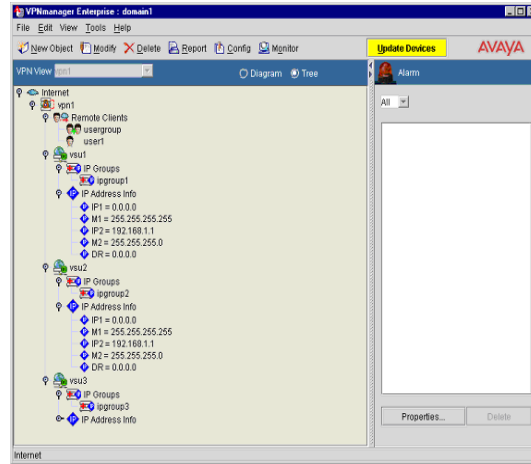 VPNmanager Enterprise : domain1
File Edit View Tools Help
New Object Modify Delete Report Config Monitor Update Devices AVAYA
VPN View vpn1 Diagram Tree Alarm
All
Internet
vpn1
Remote Clients
usergroup
user1
vsu1
IP Groups
ipgroup1
IP Address Info
IP1 = 0.0.0.0
M1 = 255.255.255.255
IP2 = 192.168.1.1
M2 = 255.255.255.0
DR = 0.0.0.0
vsu2
IP Groups
ipgroup2
IP Address Info
IP1 = 0.0.0.0
M1 = 255.255.255.255
IP2 = 192.168.1.1
M2 = 255.255.255.0
DR = 0.0.0.0
vsu3
IP Groups
ipgroup3
IP Address Info
Properties... Delete
Internet